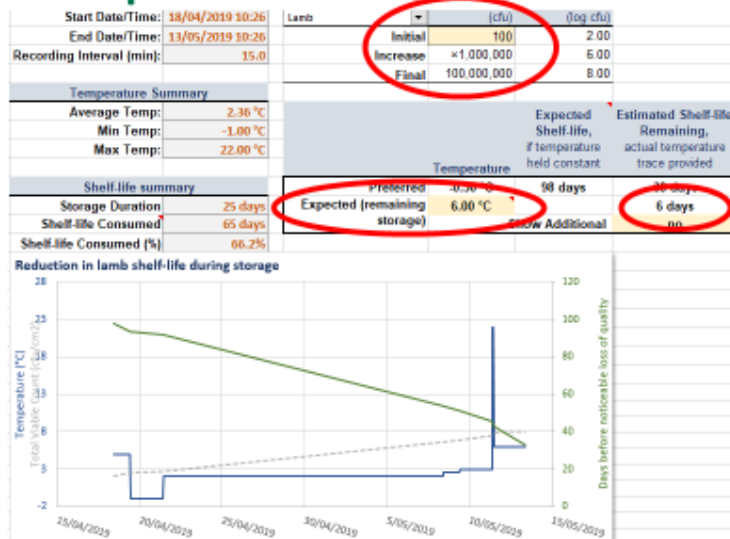 Start Date/Time: 18/04/2019 10:26 Lamb (cfu) (log cfu)
End Date/Time: 13/05/2019 10:26 Initial 100 2.00
Recording Interval (min): 15.0 Increase ×1,000,000 6.00
Final 100,000,000 8.00
Temperature Summary
Average Temp: 2.36 °C
Min Temp: -1.00 °C
Max Temp: 22.00 °C
Temperature
Expected
Shelf-life,
if temperature
held constant
Estimated Shelf-life
Remaining,
actual temperature
trace provided
Shelf-life summary
Storage Duration 25 days
Shelf-life Consumed 65 days
Shelf-life Consumed (%) 66.2%
Preferred 98 days
Expected (remaining
storage) 6.00 °C 6 days
Show Additional no
Reduction in lamb shelf-life during storage
Temperature (°C)
Total Viable Count (cfu/cm2)
Days before noticeable loss of quality
28
23
18
3
-2
120
100
80
60
40
20
0
15/04/2019 20/04/2019 25/04/2019 30/04/2019 5/05/2019 10/05/2019 15/05/2019